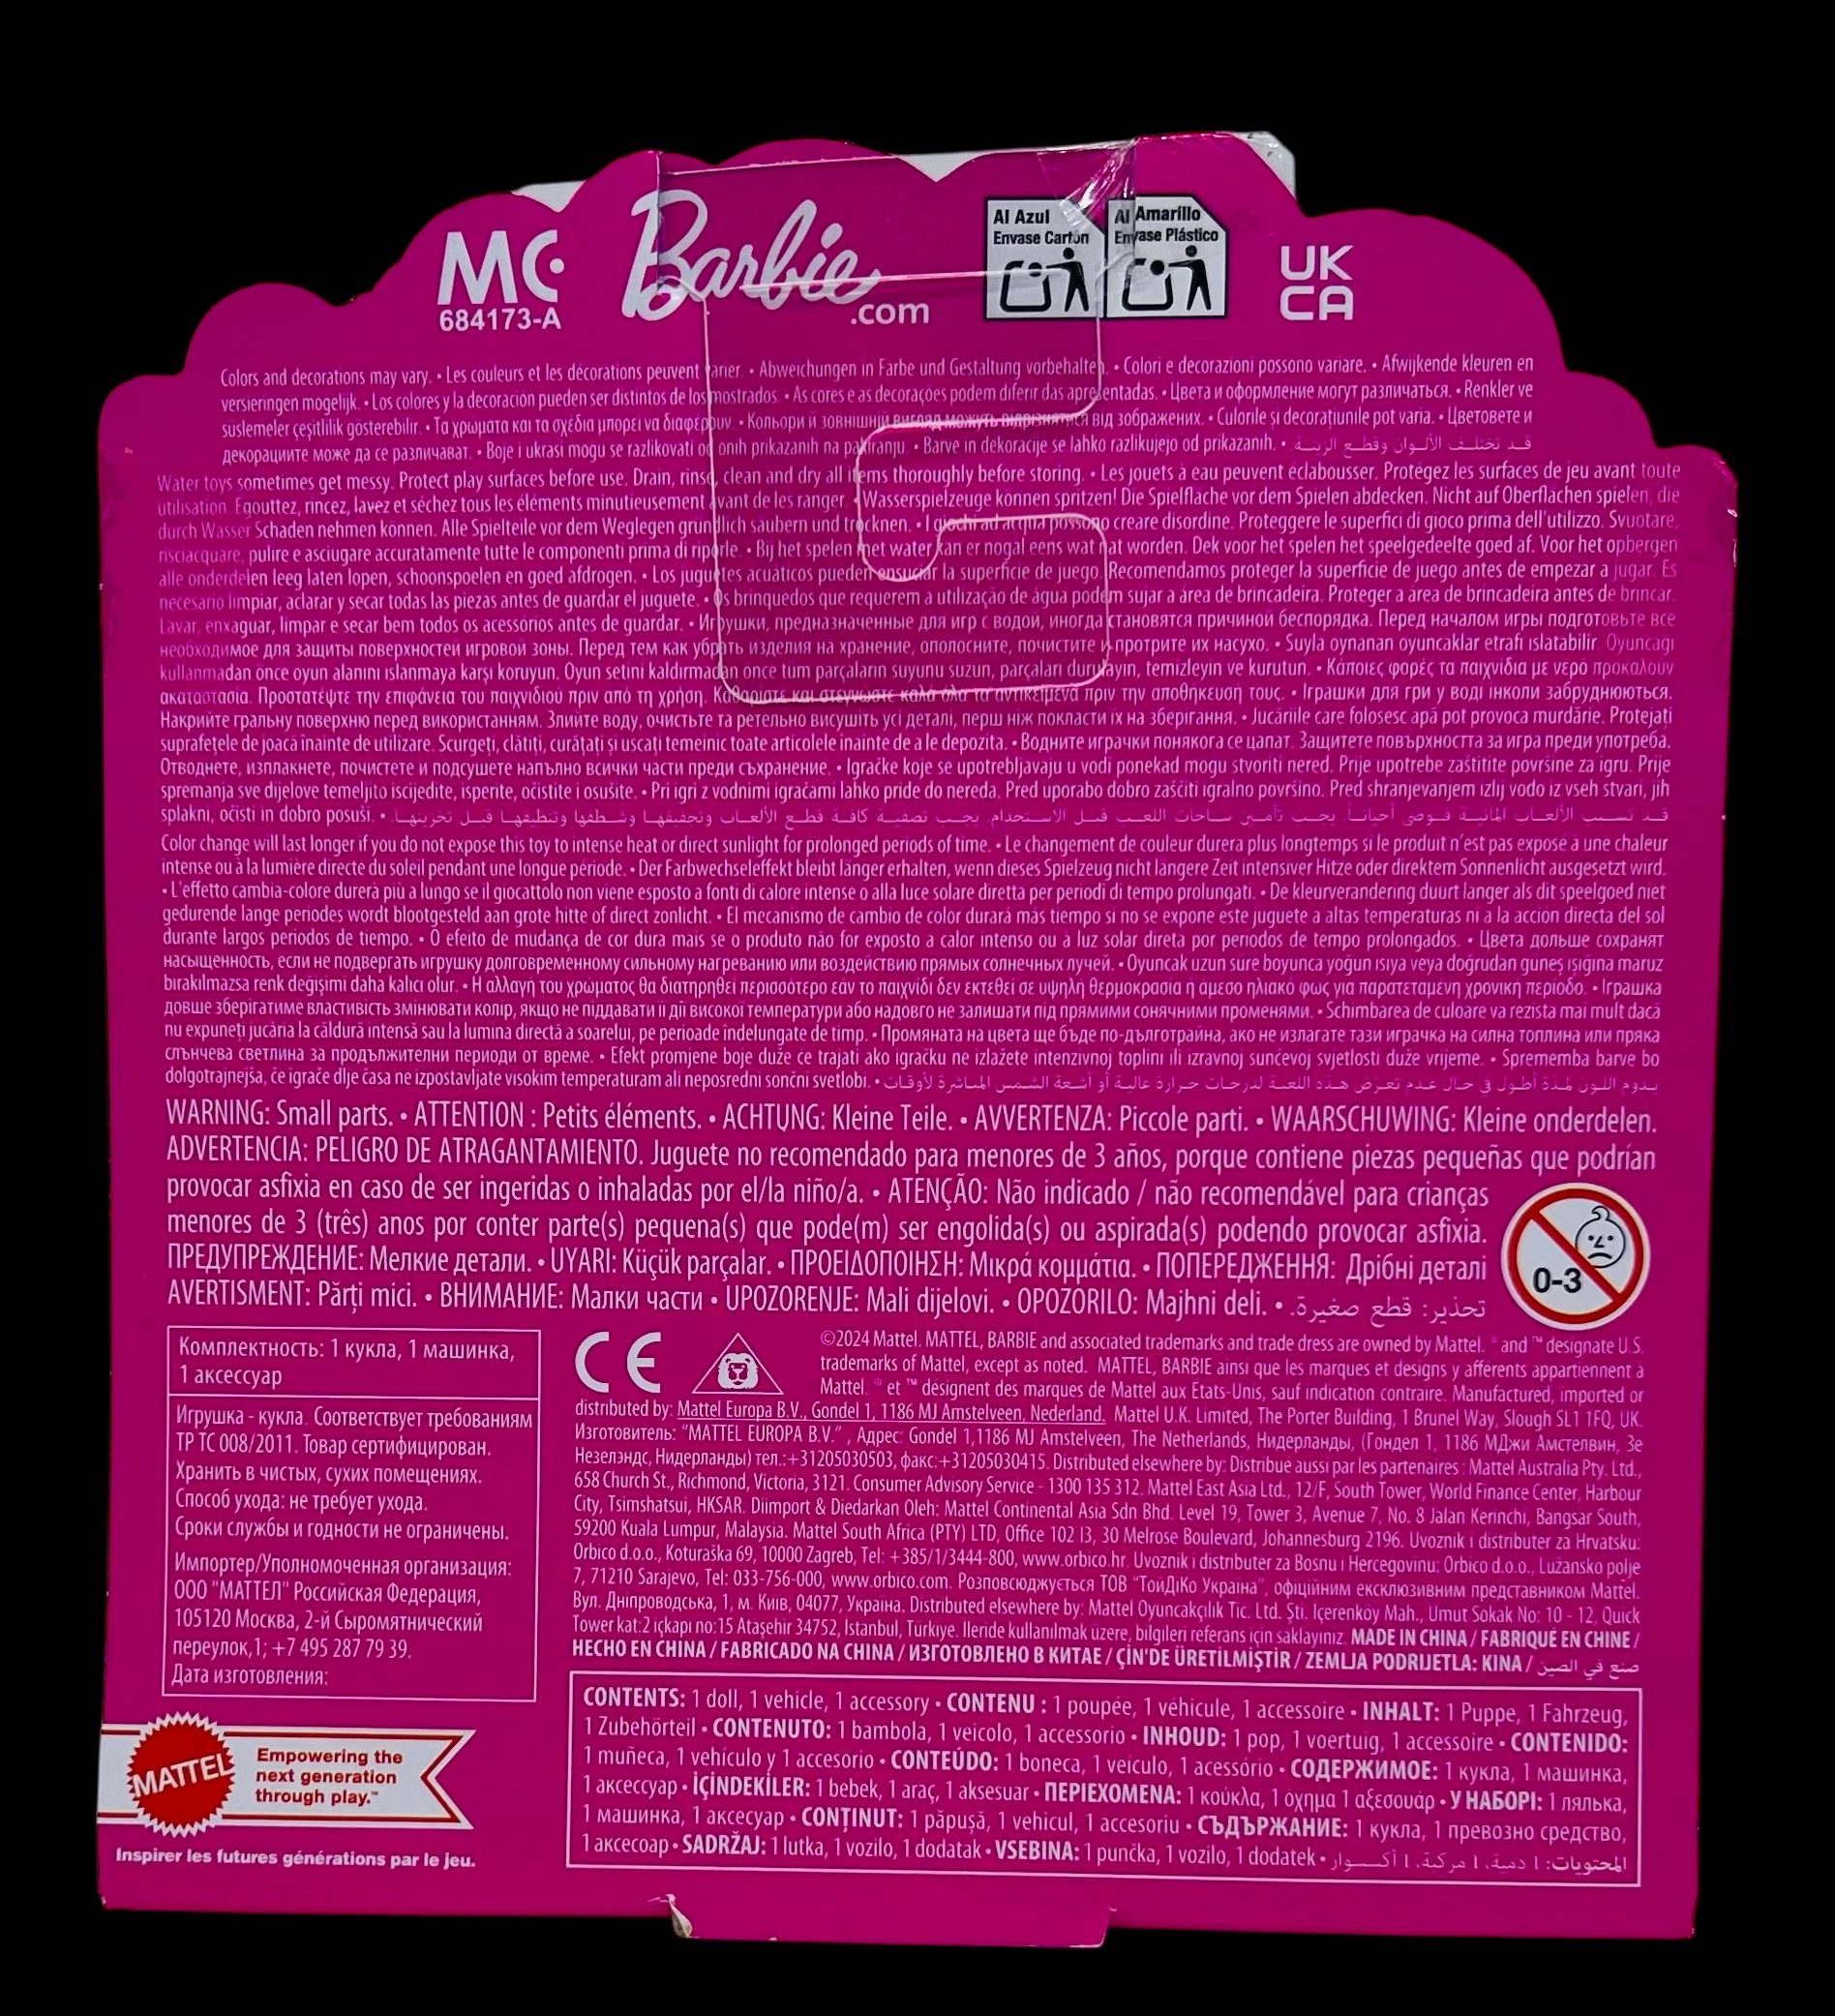 MC
684173-A
Barbie
.com
Al Azul
Envase Cartón
Al Amarillo
Envase Plástico
UK
CA
Colors and decorations may vary. • Les couleurs et les décorations peuvent varier. • Abweichungen in Farbe und Gestaltung vorbehalten. • Colori e decorazioni possono variare. • Afwijkende kleuren en
versieringen mogelijk. • Los colores y la decoración pueden ser distintos de los mostrados. • As cores e as decorações podem diferir das apresentadas. • Цвета и оформление могут различаться. • Renkler ve
süslemeler çeşitlilik gösterebilir. • Τα χρώματα και τα σχέδια μπορεί να διαφέρουν. • Кольори й зовнішній вигляд можуть відрізнятися від зображених. • Culorile și decorațiunile pot varia. • Цветовете и
декорациите може да се различават. • Boje i ukrasi mogu se razlikovati od onih prikazanih na pakiranju. • Barve in dekoracije se lahko razlikujejo od prikazanih. • قد تختلف الألوان وقطع الزينة.
Water toys sometimes get messy. Protect play surfaces before use. Drain, rinse, clean and dry all items thoroughly before storing. • Les jouets à eau peuvent éclabousser. Protégez les surfaces de jeu avant toute
utilisation. Egouttez, rincez, lavez et séchez tous les éléments minutieusement avant de les ranger. • Wasserspielzeuge können spritzen! Die Spielfläche vor dem Spielen abdecken. Nicht auf Oberflächen spielen, die
durch Wasser Schaden nehmen können. Alle Spielteile vor dem Weglegen gründlich säubern und trocknen. • I giochi ad acqua possono creare disordine. Proteggere le superfici di gioco prima dell'utilizzo. Svuotare,
risciacquare, pulire e asciugare accuratamente tutte le componenti prima di riporle. • Bij het spelen met water kan er nogal eens wat nat worden. Dek voor het spelen het speelgedeelte goed af. Voor het opbergen
alle onderdelen leeg laten lopen, schoonspoelen en goed afdrogen. • Los juguetes acuáticos pueden ensuciar la superficie de juego. Recomendamos proteger la superficie de juego antes de empezar a jugar. Es
necesario limpiar, aclarar y secar todas las piezas antes de guardar el juguete. • Os brinquedos que requerem a utilização de água podem sujar a área de brincadeira. Proteger a área de brincadeira antes de brincar.
Lavar, enxaguar, limpar e secar bem todos os acessórios antes de guardar. • Игрушки, предназначенные для игр с водой, иногда становятся причиной беспорядка. Перед началом игры подготовьте все
необходимое для защиты поверхностей игровой зоны. Перед тем как убрать изделия на хранение, ополосните, почистите и протрите их насухо. • Suyla oynanan oyuncaklar etrafı ıslatabilir. Oyuncağı
kullanmadan önce oyun alanını ıslanmaya karşı koruyun. Oyun setini kaldırmadan önce tüm parçaların suyunu süzün, parçaları durulayın, temizleyin ve kurutun. • Κάποιες φορές τα παιχνίδια με νερό προκαλούν
ακαταστασία. Προστατέψτε την επιφάνεια του παιχνιδιού πριν από τη χρήση. Καθαρίστε και στεγνώστε καλά όλα τα αντικείμενα πριν την αποθήκευσή τους. • Іграшки для гри у воді інколи забруднюються.
Накрийте гральну поверхню перед використанням. Злийте воду, очистьте та ретельно висушіть усі деталі, перш ніж покласти їх на зберігання. • Jucăriile care folosesc apă pot provoca murdărie. Protejați
suprafețele de joacă înainte de utilizare. Scurgeți, clătiți, curățați și uscați temeinic toate articolele înainte de a le depozita. • Водните играчки понякога се цапат. Защитете повърхността за игра преди употреба.
Отводнете, изплакнете, почистете и подсушете напълно всички части преди съхранение. • Igračke koje se upotrebljavaju u vodi ponekad mogu stvoriti nered. Prije upotrebe zaštitite površine za igru. Prije
spremanja sve dijelove temeljito iscijedite, isperite, očistite i osušite. • Pri igri z vodnimi igračami lahko pride do nereda. Pred uporabo dobro zaščiti igralno površino. Pred shranjevanjem izlij vodo iz vseh stvari, jih
splakni, očisti in dobro posuši. • قد تسبب الألعاب المائية فوضى أحياناً. يجب تأمين ساحات اللعب قبل الاستخدام. يجب تصفية كافة قطع الألعاب وتجفيفها وشطفها وتنظيفها قبل تخزينها.
Color change will last longer if you do not expose this toy to intense heat or direct sunlight for prolonged periods of time. • Le changement de couleur durera plus longtemps si le produit n'est pas exposé à une chaleur
intense ou à la lumière directe du soleil pendant une longue période. • Der Farbwechseleffekt bleibt länger erhalten, wenn dieses Spielzeug nicht längere Zeit intensiver Hitze oder direktem Sonnenlicht ausgesetzt wird.
• L'effetto cambia-colore durerà più a lungo se il giocattolo non viene esposto a fonti di calore intense o alla luce solare diretta per periodi di tempo prolungati. • De kleurverandering duurt langer als dit speelgoed niet
gedurende lange periodes wordt blootgesteld aan grote hitte of direct zonlicht. • El mecanismo de cambio de color durará más tiempo si no se expone este juguete a altas temperaturas ni a la acción directa del sol
durante largos periodos de tiempo. • O efeito de mudança de cor dura mais se o produto não for exposto a calor intenso ou à luz solar direta por períodos de tempo prolongados. • Цвета дольше сохранят
насыщенность, если не подвергать игрушку долговременному сильному нагреванию или воздействию прямых солнечных лучей. • Oyuncak uzun süre boyunca yoğun ısıya veya doğrudan güneş ışığına maruz
bırakılmazsa renk değişimi daha kalıcı olur. • Η αλλαγή του χρώματος θα διατηρηθεί περισσότερο εάν το παιχνίδι δεν εκτεθεί σε υψηλή θερμοκρασία ή άμεσο ηλιακό φως για παρατεταμένη χρονική περίοδο. • Іграшка
довше зберігатиме властивість змінювати колір, якщо не піддавати її дії високої температури або надовго не залишати під прямими сонячними променями. • Schimbarea de culoare va rezista mai mult dacă
nu expuneți jucăria la căldură intensă sau la lumina directă a soarelui, pe perioade îndelungate de timp. • Промяната на цвета ще бъде по-дълготрайна, ако не излагате тази играчка на силна топлина или пряка
слънчева светлина за продължителни периоди от време. • Efekt promjene boje duže će trajati ako igračku ne izlažete intenzivnoj toplini ili izravnoj sunčevoj svjetlosti duže vrijeme. • Sprememba barve bo
dolgotrajnejša, če igrače dlje časa ne izpostavljate visokim temperaturam ali neposredni sončni svetlobi. • يدوم اللون لمدّة أطول في حال عدم تعرّض هذه اللعبة لدرجات حرارة عالية أو أشعة الشمس المباشرة لأوقات
WARNING: Small parts. • ATTENTION : Petits éléments. • ACHTUNG: Kleine Teile. • AVVERTENZA: Piccole parti. • WAARSCHUWING: Kleine onderdelen.
ADVERTENCIA: PELIGRO DE ATRAGANTAMIENTO. Juguete no recomendado para menores de 3 años, porque contiene piezas pequeñas que podrían
provocar asfixia en caso de ser ingeridas o inhaladas por el/la niño/a. • ATENÇÃO: Não indicado / não recomendável para crianças
menores de 3 (três) anos por conter parte(s) pequena(s) que pode(m) ser engolida(s) ou aspirada(s) podendo provocar asfixia.
ПРЕДУПРЕЖДЕНИЕ: Мелкие детали. • UYARI: Küçük parçalar. • ΠΡΟΕΙΔΟΠΟΙΗΣΗ: Μικρά κομμάτια. • ПОПЕРЕДЖЕННЯ: Дрібні деталі
AVERTISMENT: Părți mici. • ВНИМАНИЕ: Малки части • UPOZORENJE: Mali dijelovi. • OPOZORILO: Majhni deli. • تحذير: قطع صغيرة.
0-3
Комплектность: 1 кукла, 1 машинка,
1 аксессуар
Игрушка - кукла. Соответствует требованиям
ТР ТС 008/2011. Товар сертифицирован.
Хранить в чистых, сухих помещениях.
Способ ухода: не требует ухода.
Сроки службы и годности не ограничены.
Импортер/Уполномоченная организация:
ООО "МАТТЕЛ" Российская Федерация,
105120 Москва, 2-й Сыромятнический
переулок,1; +7 495 287 79 39.
Дата изготовления:
CE
©2024 Mattel. MATTEL, BARBIE and associated trademarks and trade dress are owned by Mattel. ® and ™ designate U.S.
trademarks of Mattel, except as noted. MATTEL, BARBIE ainsi que les marques et designs y afférents appartiennent à
Mattel. ® et ™ désignent des marques de Mattel aux États-Unis, sauf indication contraire. Manufactured, imported or
distributed by: Mattel Europa B.V., Gondel 1, 1186 MJ Amstelveen, Nederland. Mattel U.K. Limited, The Porter Building, 1 Brunel Way, Slough SL1 1FQ, UK.
Изготовитель: "MATTEL EUROPA B.V." , Адрес: Gondel 1,1186 MJ Amstelveen, The Netherlands, Нидерланды, (Гондел 1, 1186 МДжи Амстелвин, Зе
Незелэндс, Нидерланды) тел.:+31205030503, факс:+31205030415. Distributed elsewhere by: Distribué aussi par les partenaires : Mattel Australia Pty. Ltd.,
658 Church St., Richmond, Victoria, 3121. Consumer Advisory Service - 1300 135 312. Mattel East Asia Ltd., 12/F, South Tower, World Finance Center, Harbour
City, Tsimshatsui, HKSAR. Diimport & Diedarkan Oleh: Mattel Continental Asia Sdn Bhd. Level 19, Tower 3, Avenue 7, No. 8 Jalan Kerinchi, Bangsar South,
59200 Kuala Lumpur, Malaysia. Mattel South Africa (PTY) LTD, Office 102 I3, 30 Melrose Boulevard, Johannesburg 2196. Uvoznik i distributer za Hrvatsku:
Orbico d.o.o., Koturaška 69, 10000 Zagreb, Tel: +385/1/3444-800, www.orbico.hr. Uvoznik i distributer za Bosnu i Hercegovinu: Orbico d.o.o., Lužansko polje
7, 71210 Sarajevo, Tel: 033-756-000, www.orbico.com. Розповсюджується ТОВ "ТойДіКо Україна", офіційним ексклюзивним представником Mattel.
Вул. Дніпроводська, 1, м. Київ, 04077, Україна. Distributed elsewhere by: Mattel Oyuncakçılık Tic. Ltd. Şti. İçerenköy Mah., Umut Sokak No: 10 - 12, Quick
Tower kat:2 içkapı no:15 Ataşehir 34752, İstanbul, Türkiye. İleride kullanılmak üzere, bilgileri referans için saklayınız. MADE IN CHINA / FABRIQUÉ EN CHINE /
HECHO EN CHINA / FABRICADO NA CHINA / ИЗГОТОВЛЕНО В КИТАЕ / ÇİN'DE ÜRETİLMİŞTİR / ZEMLJA PODRIJETLA: KINA / صنع في الصين
CONTENTS: 1 doll, 1 vehicle, 1 accessory • CONTENU : 1 poupée, 1 véhicule, 1 accessoire • INHALT: 1 Puppe, 1 Fahrzeug,
1 Zubehörteil • CONTENUTO: 1 bambola, 1 veicolo, 1 accessorio • INHOUD: 1 pop, 1 voertuig, 1 accessoire • CONTENIDO:
1 muñeca, 1 vehículo y 1 accesorio • CONTEÚDO: 1 boneca, 1 veículo, 1 acessório • СОДЕРЖИМОЕ: 1 кукла, 1 машинка,
1 аксессуар • İÇİNDEKİLER: 1 bebek, 1 araç, 1 aksesuar • ΠΕΡΙΕΧΟΜΕΝΑ: 1 κούκλα, 1 όχημα 1 αξεσουάρ • У НАБОРІ: 1 лялька,
1 машинка, 1 аксесуар • CONȚINUT: 1 păpușă, 1 vehicul, 1 accesoriu • СЪДЪРЖАНИЕ: 1 кукла, 1 превозно средство,
1 аксесоар • SADRŽAJ: 1 lutka, 1 vozilo, 1 dodatak • VSEBINA: 1 punčka, 1 vozilo, 1 dodatek • المحتويات: 1 دمية، 1 مركبة، 1 أكسسوار
MATTEL
Empowering the
next generation
through play.™
Inspirer les futures générations par le jeu.